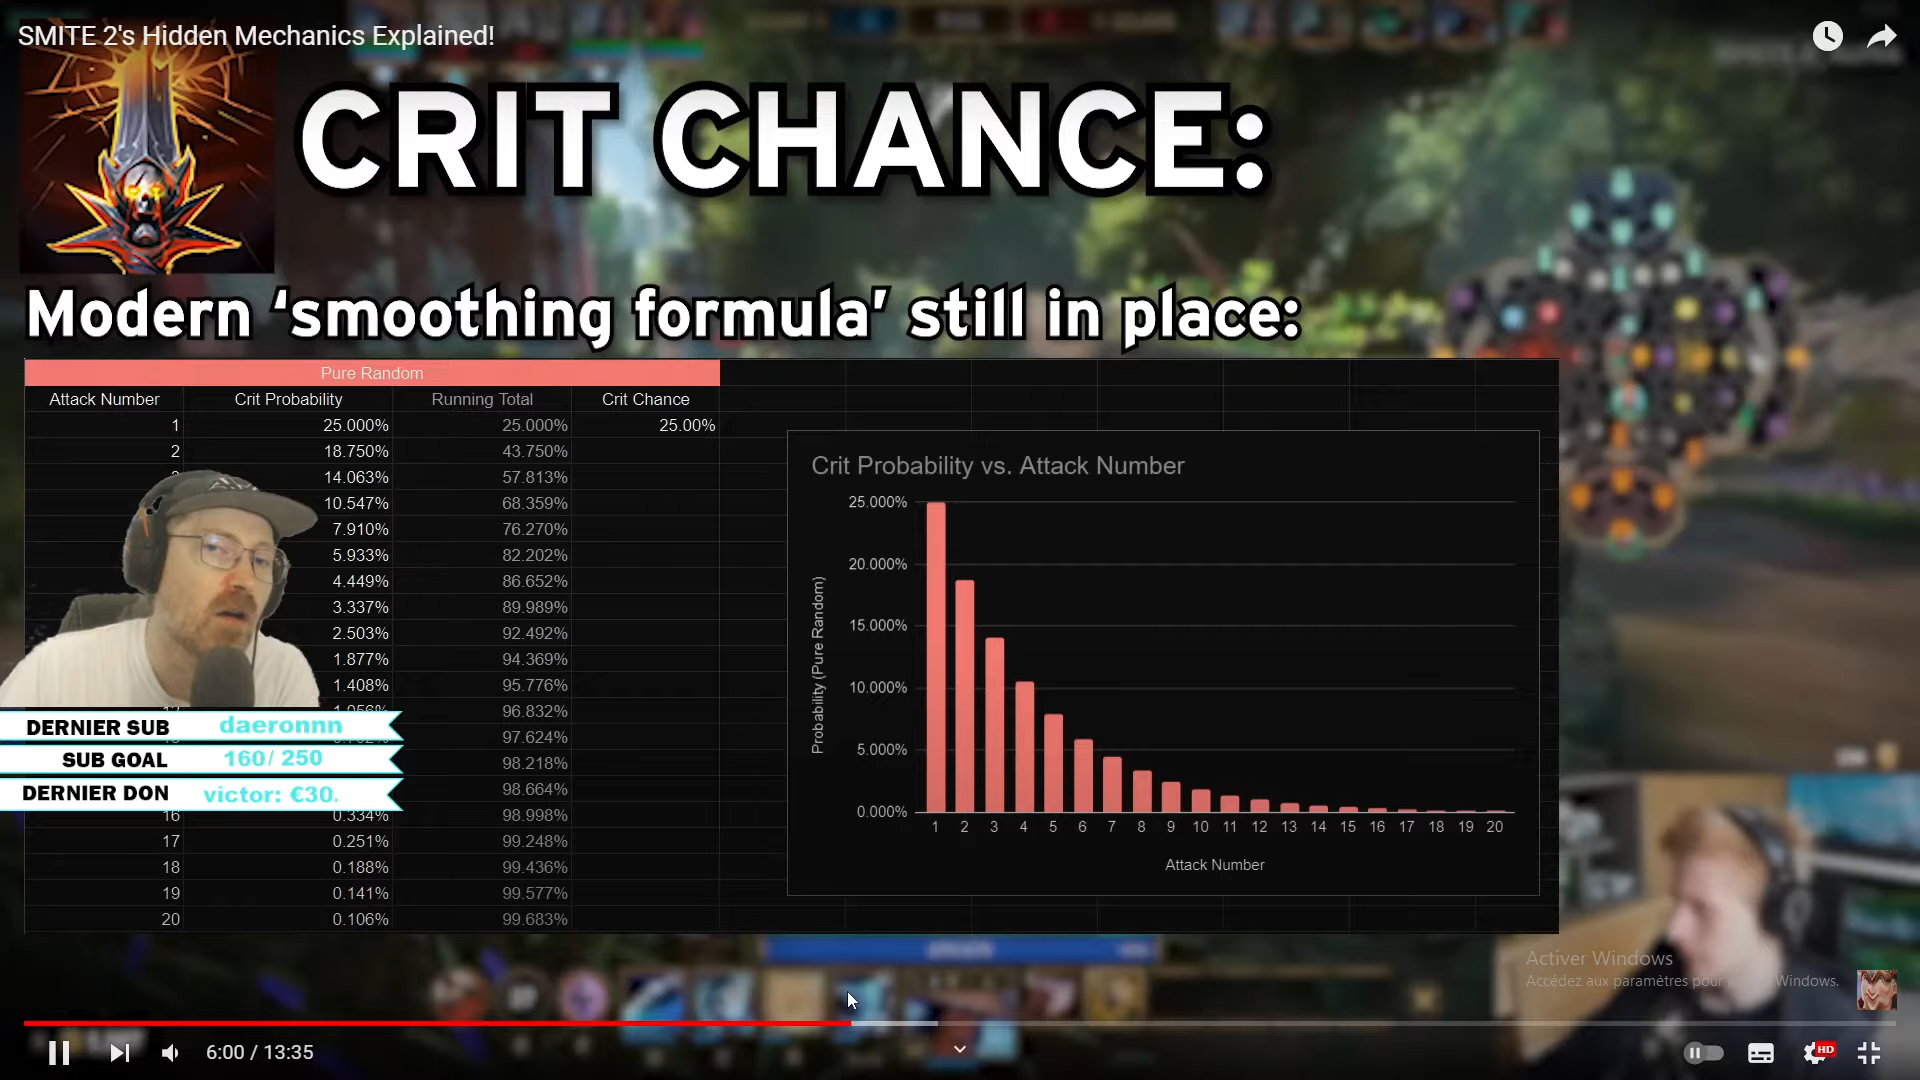 SMITE 2's Hidden Mechanics Explained!
CRIT CHANCE:
Modern ‘smoothing formula’ still in place:
Pure Random
Attack Number Crit Probability Running Total Crit Chance
1 25.000% 25.000% 25.00%
2 18.750% 43.750%
14.063% 57.813%
10.547% 68.359%
7.910% 76.270%
5.933% 82.202%
4.449% 86.652%
3.337% 89.989%
2.503% 92.492%
1.877% 94.369%
1.408% 95.776%
96.832%
97.624%
98.218%
98.664%
16 0.334% 98.998%
17 0.251% 99.248%
18 0.188% 99.436%
19 0.141% 99.577%
20 0.106% 99.683%
DERNIER SUB daeronnn
SUB GOAL 160/ 250
DERNIER DON victor: €30.
Crit Probability vs. Attack Number
Probability (Pure Random)
25.000%
20.000%
15.000%
10.000%
5.000%
0.000%
1 2 3 4 5 6 7 8 9 10 11 12 13 14 15 16 17 18 19 20
Attack Number
Activer Windows
Accédez aux paramètres pour Windows.
6:00 / 13:35
HD